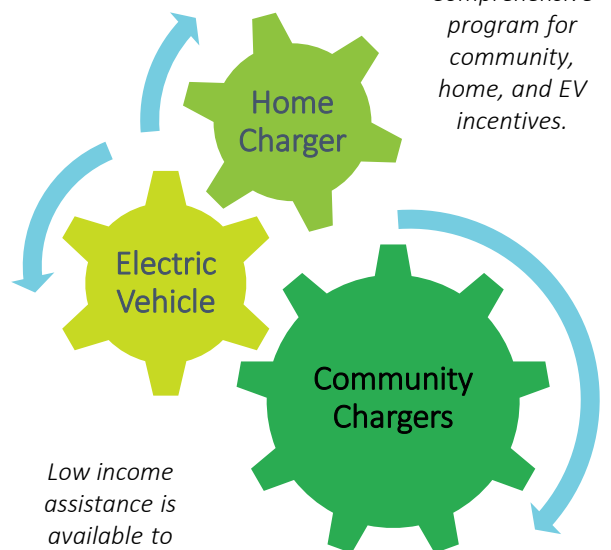 comprehensive
program for
community,
home, and EV
incentives.
Home
Charger
Electric
Vehicle
Community
Chargers
Low income
assistance is
available to